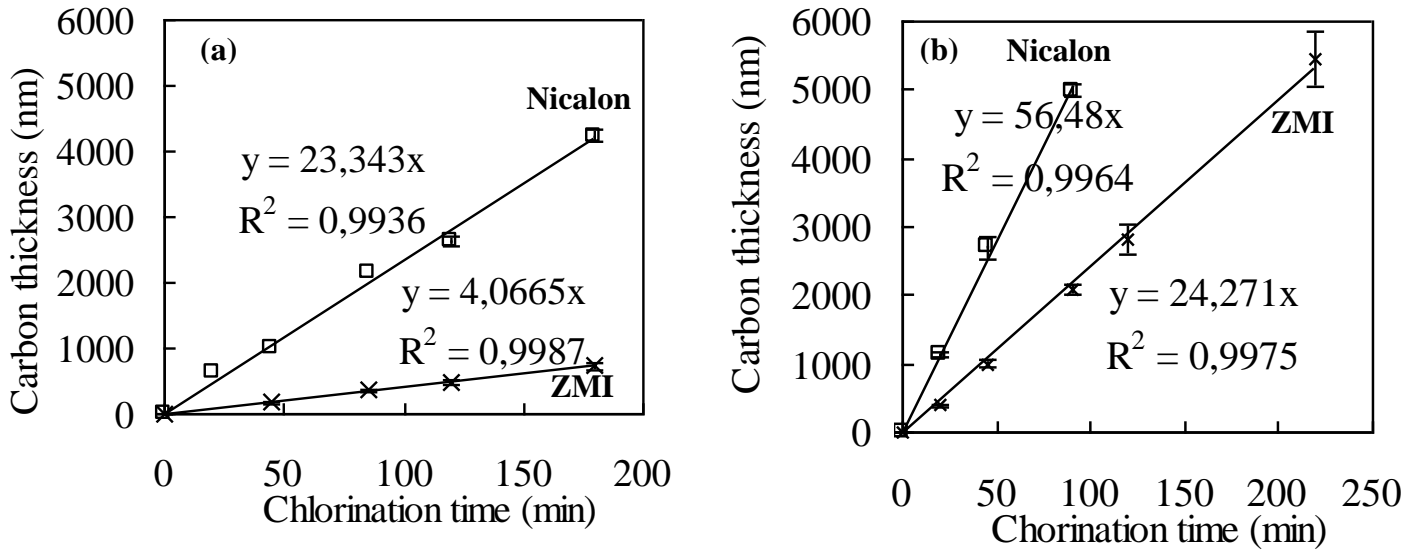 6000
(a)
5000
Nicalon
4000
y = 23,343x
3000
R² = 0,9936
2000
y = 4,0665x
1000
R² = 0,9987
ZMI
0
0 50 100 150 200
Carbon thickness (nm)
Chlorination time (min)
6000
(b)
Nicalon
5000
y = 56,48x
ZMI
4000
R² = 0,9964
3000
2000
y = 24,271x
1000
R² = 0,9975
0
0 50 100 150 200 250
Carbon thickness (nm)
Chorination time (min)